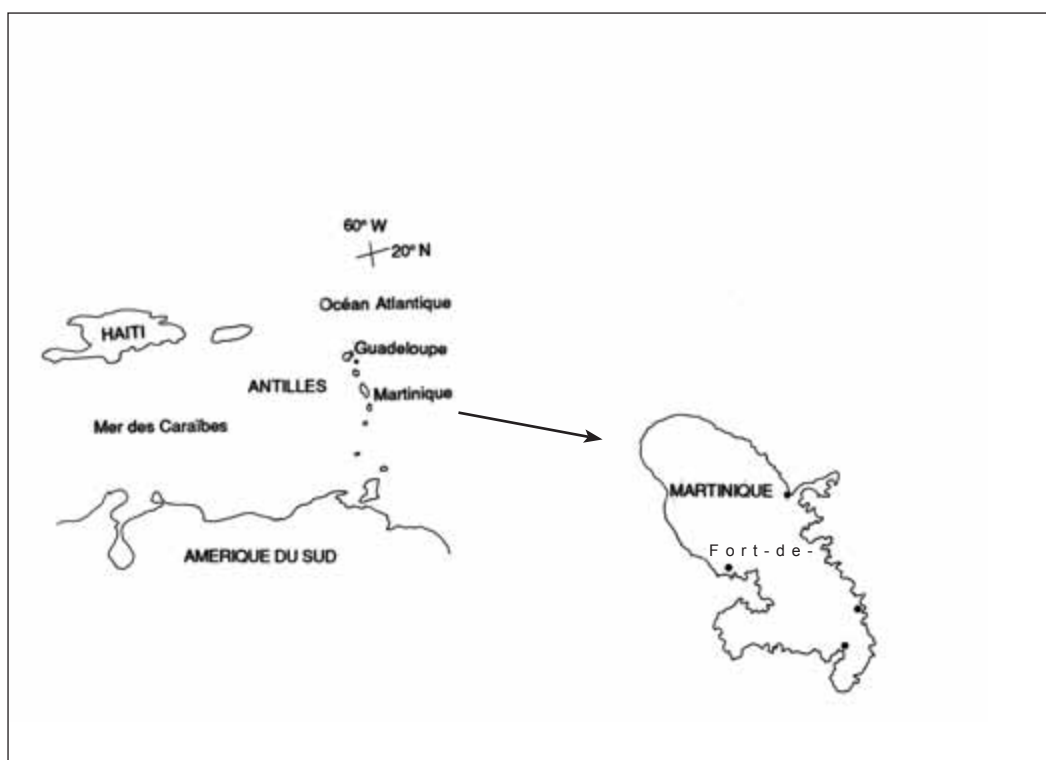 60° W
20° N
Océan Atlantique
HAITI
Guadeloupe
ANTILLES
Martinique
Mer des Caraïbes
AMERIQUE DU SUD
MARTINIQUE
Fort-de-